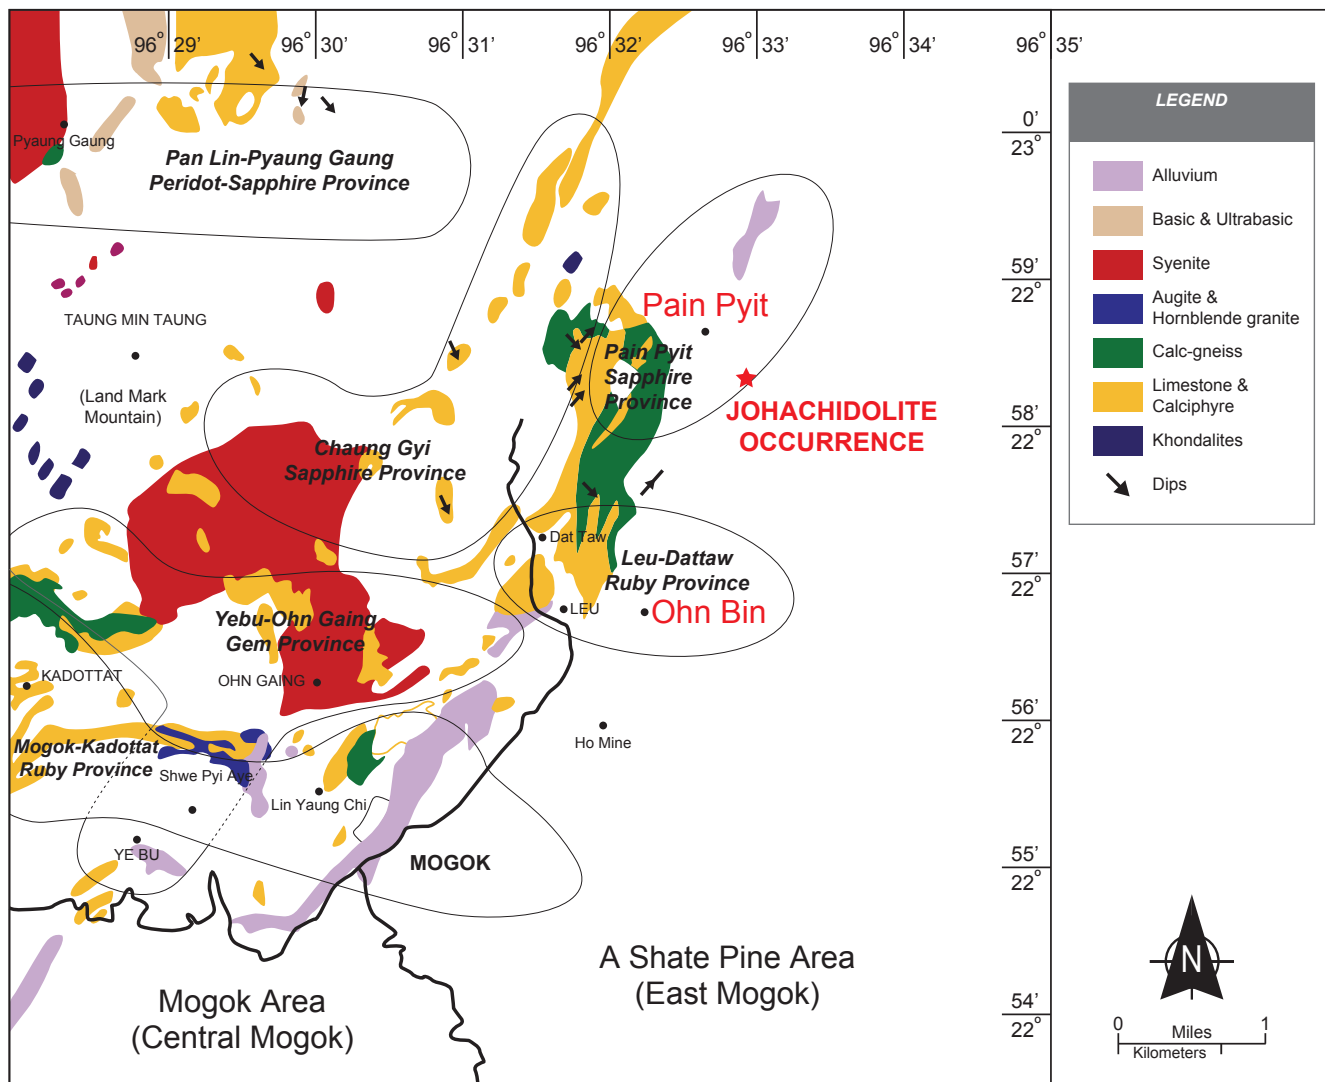 96° 29’
96° 30’
96° 31’
96° 32’
96° 33’
96° 34’
96° 35’
LEGEND
Alluvium
Basic & Ultrabasic
Syenite
Augite &
Hornblende granite
Calc-gneiss
Limestone &
Calciphyre
Khondalites
Dips
0’
23°
59’
22°
58’
22°
57’
22°
56’
22°
55’
22°
54’
22°
Pyaung Gaung
Pan Lin-Pyaung Gaung
Peridot-Sapphire Province
TAUNG MIN TAUNG
(Land Mark
Mountain)
Pain Pyit
Pain Pyit
Sapphire
Province
JOHACHIDOLITE
OCCURRENCE
Chaung Gyi
Sapphire Province
Dat Taw
Leu-Dattaw
Ruby Province
LEU
Ohn Bin
Yebu-Ohn Gaing
Gem Province
KADOTTAT
OHN GAING
Ho Mine
Mogok-Kadottat
Ruby Province
Shwe Pyi Aye
Lin Yaung Chi
YE BU
MOGOK
A Shate Pine Area
(East Mogok)
Mogok Area
(Central Mogok)
N
0
Miles
1
Kilometers